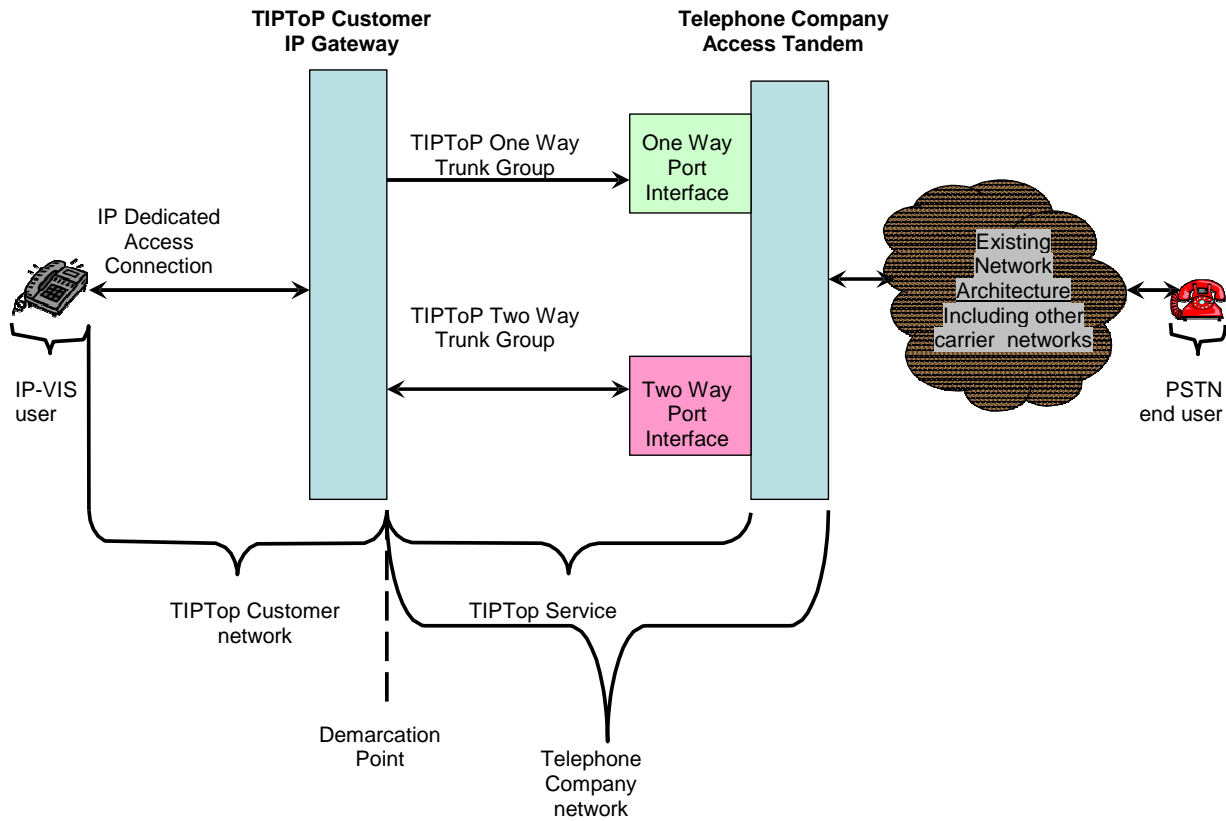 TIPToP Customer
IP Gateway
Telephone Company
Access Tandem
TIPToP One Way
Trunk Group
One Way
Port
Interface
IP Dedicated
Access
Connection
Existing
Network
Architecture
Including other
carrier networks
TIPToP Two Way
Trunk Group
Two Way
Port
Interface
IP-VIS
user
PSTN
end user
TIPTop Customer
network
TIPTop Service
Demarcation
Point
Telephone
Company
network